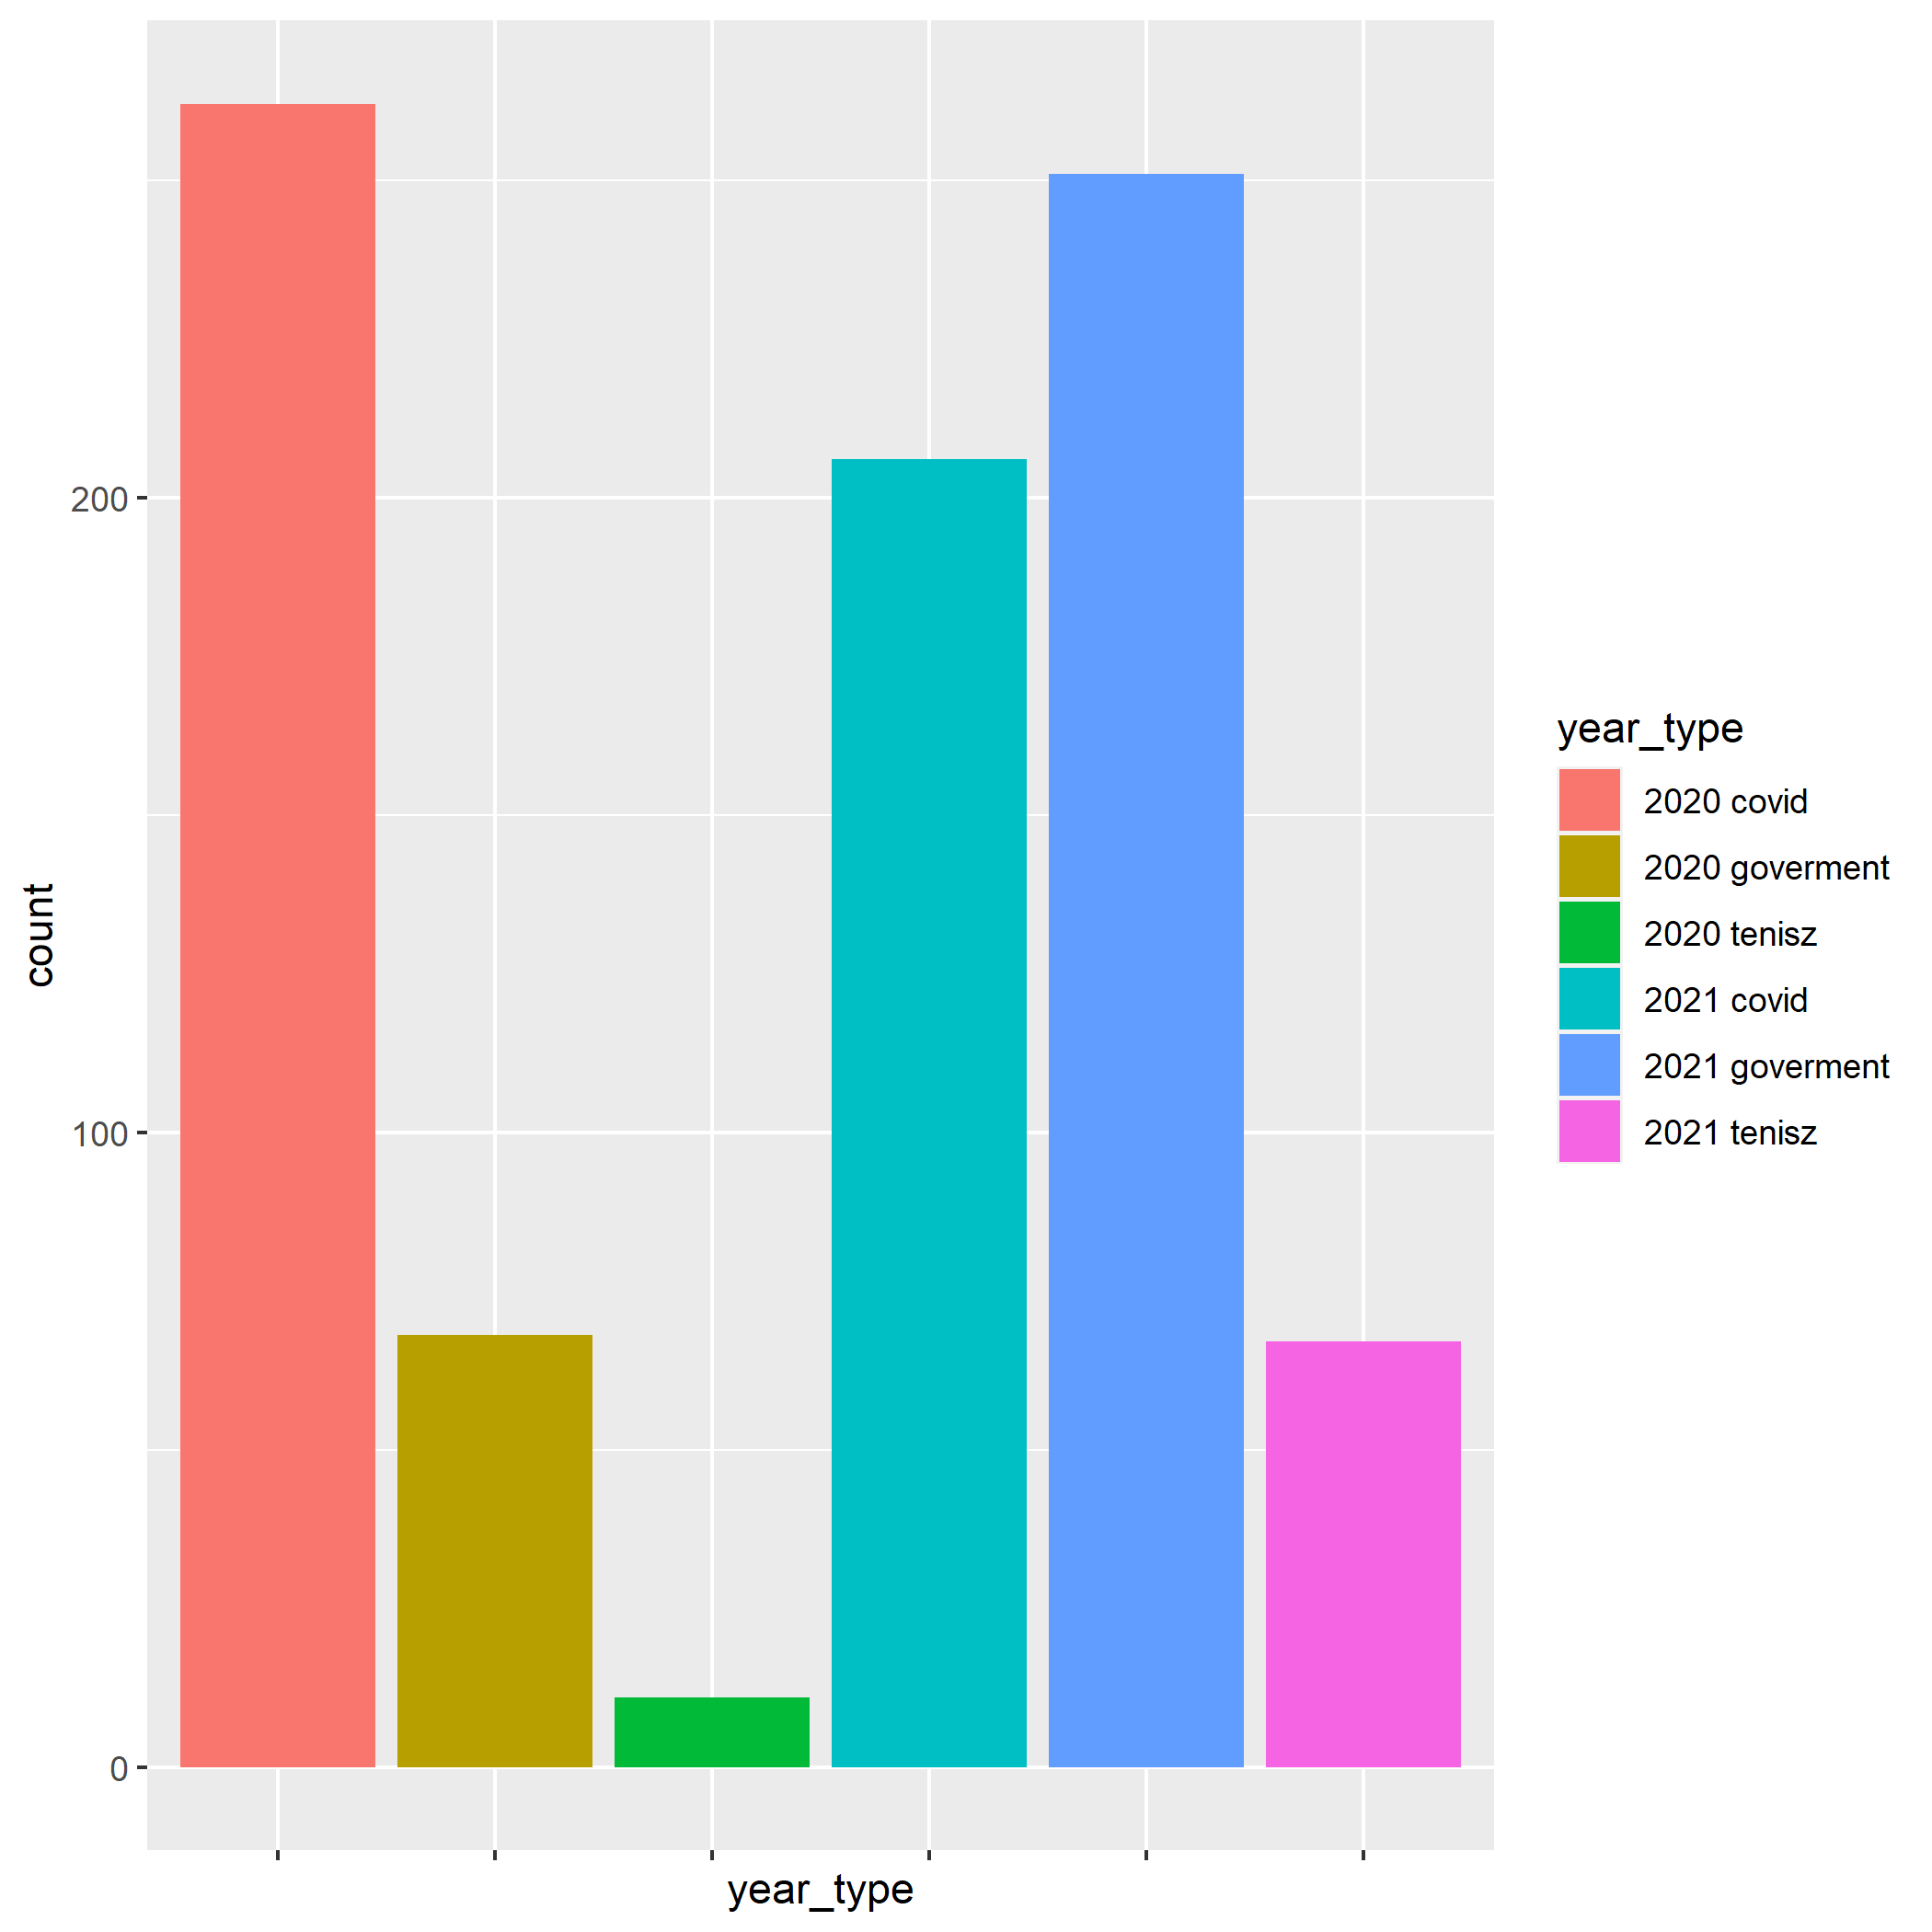 count
200
100
0
year_type
year_type
2020 covid
2020 goverment
2020 tenisz
2021 covid
2021 goverment
2021 tenisz